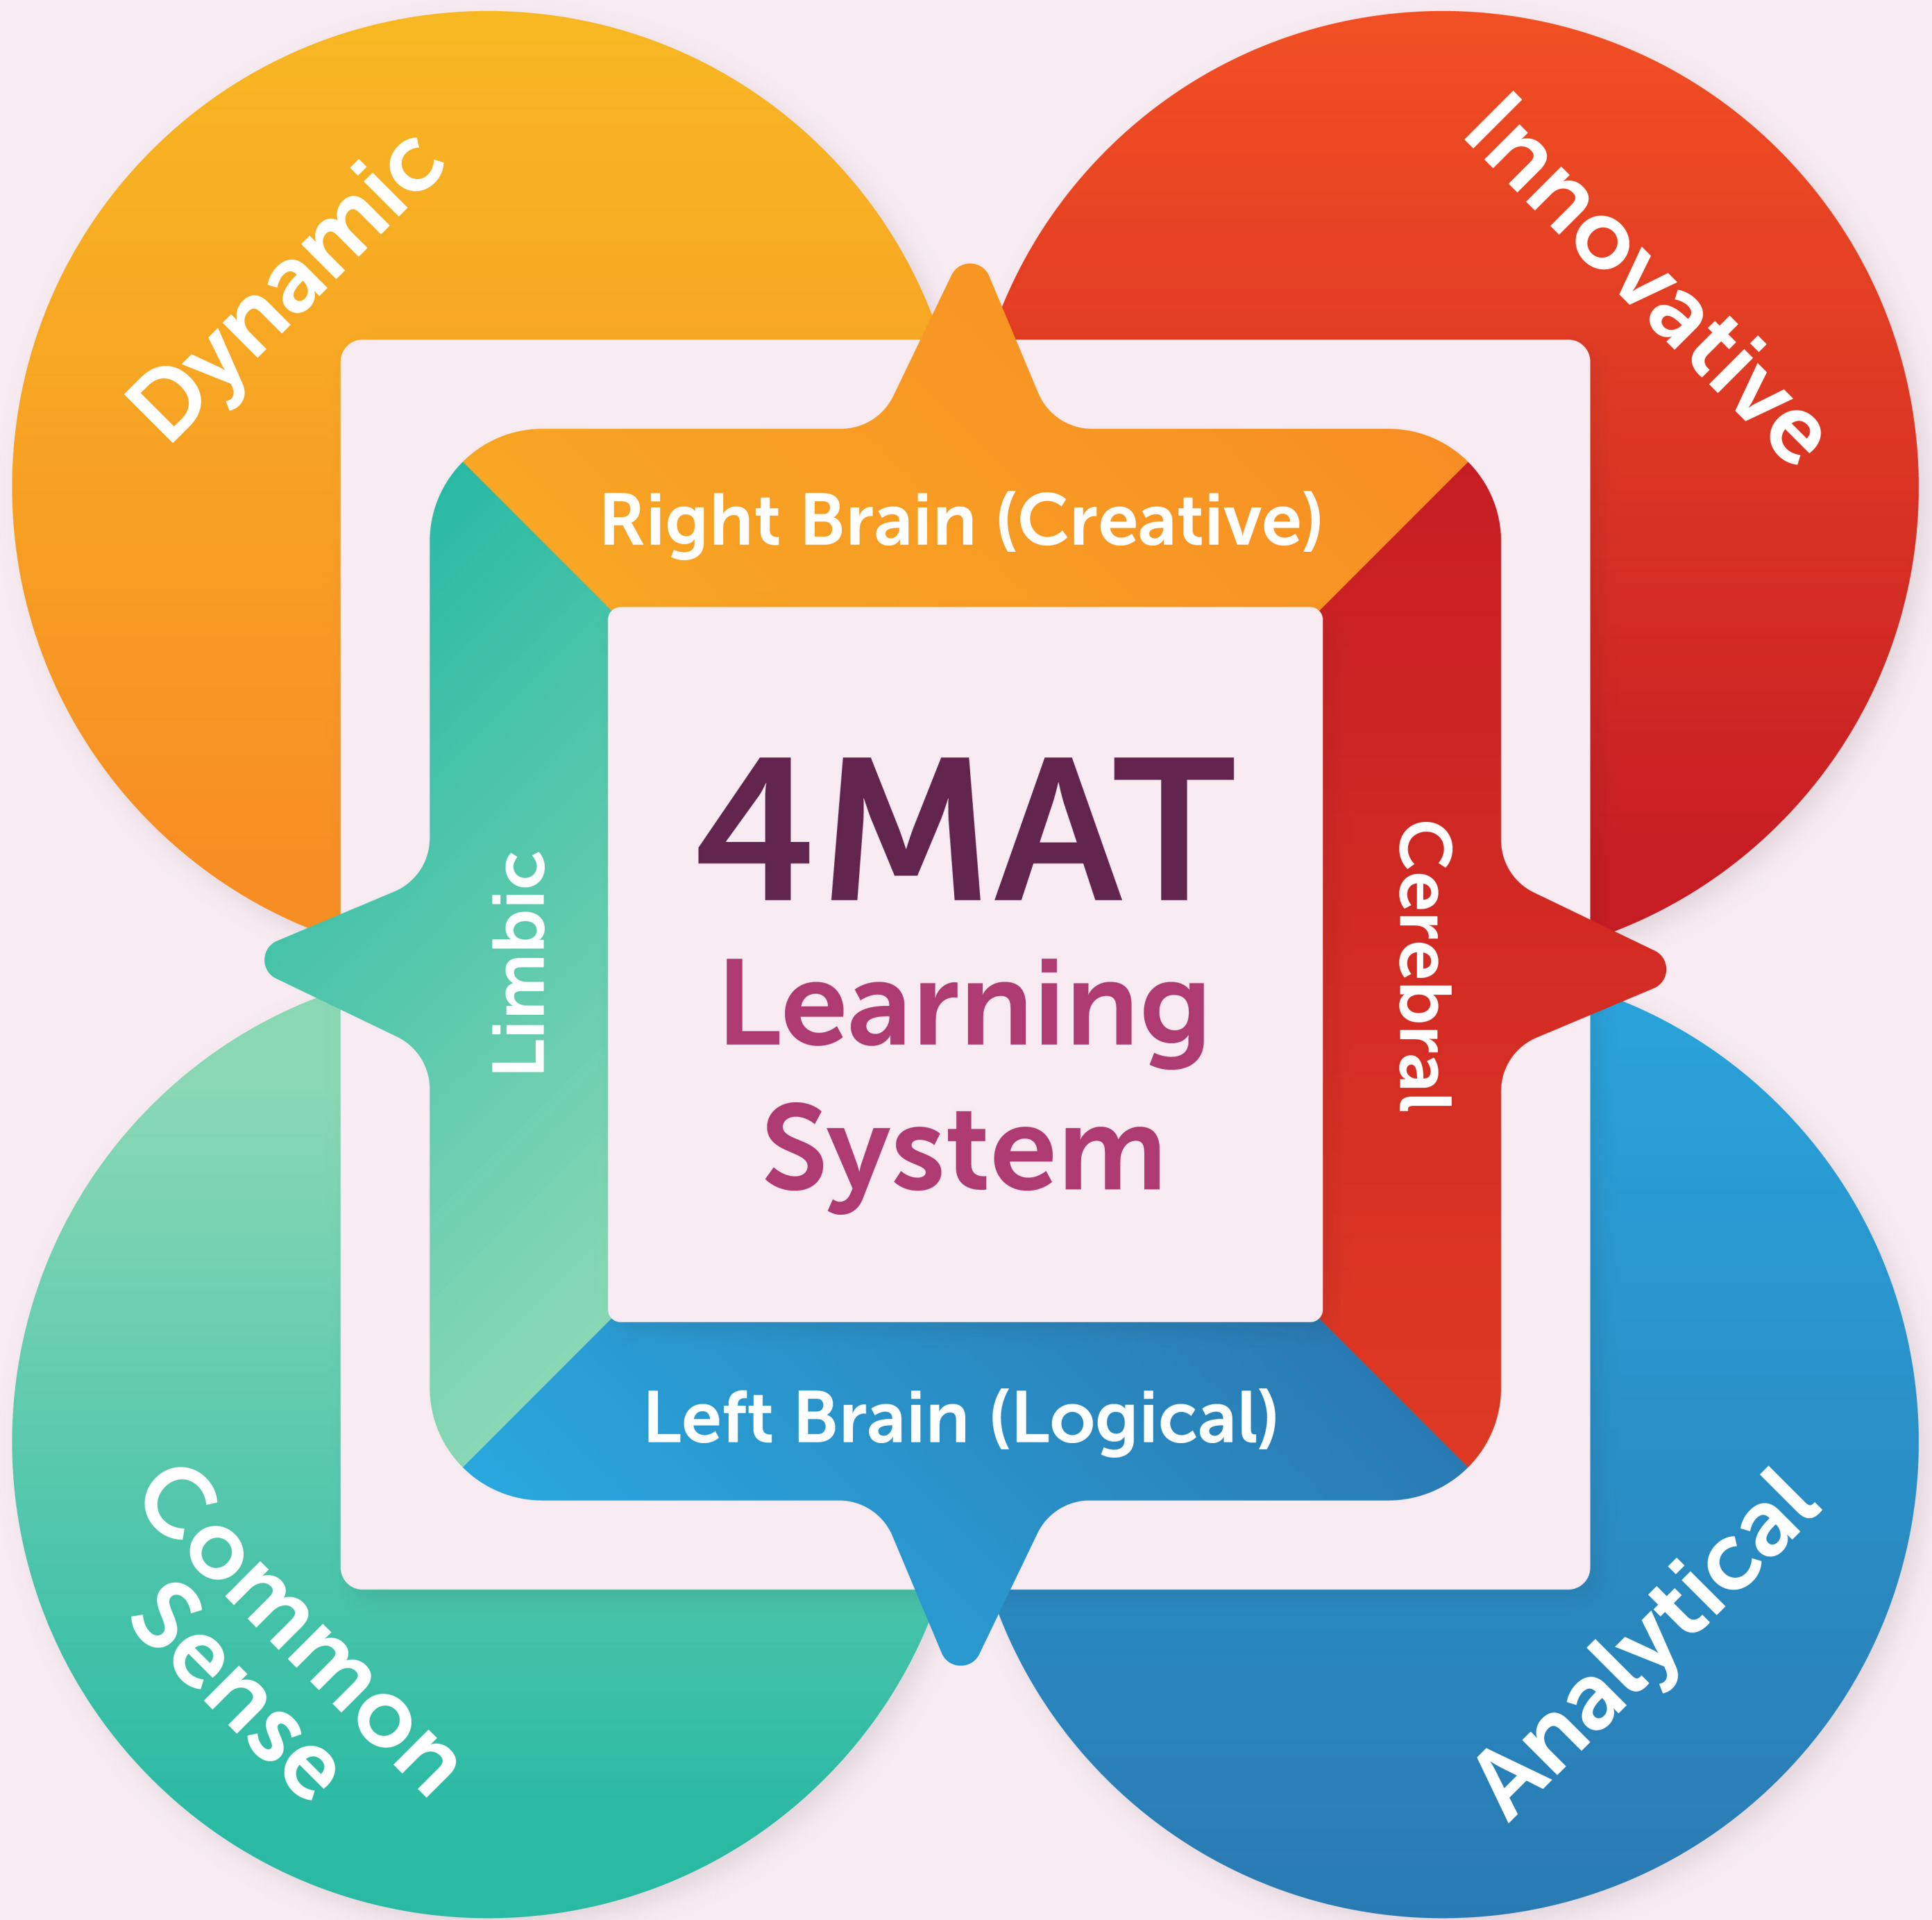 Dynamic
Innovative
Right Brain (Creative)
Limbic
4MAT
Learning
System
Cerebral
Left Brain (Logical)
Common
Sense
Analytical